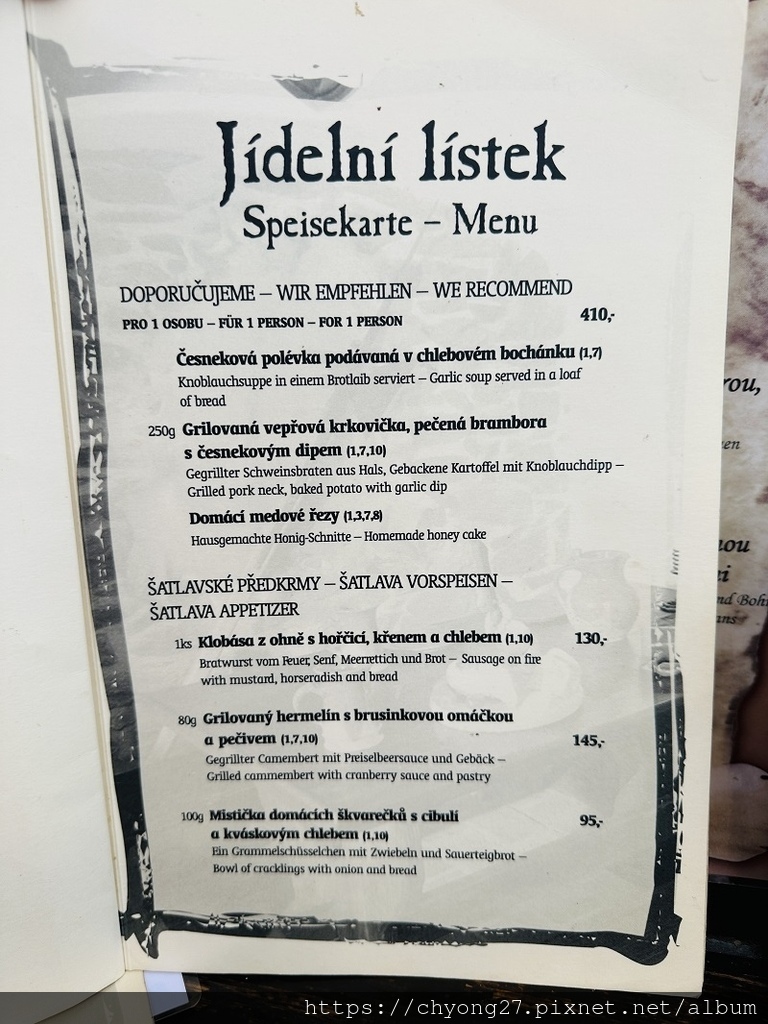 Jídelní lístek
Speisekarte – Menu
DOPORUČUJEME – WIR EMPFEHLEN – WE RECOMMEND
PRO 1 OSOBU – FÜR 1 PERSON – FOR 1 PERSON 410,-
Česneková polévka podávaná v chlebovém bochánku (1,7)
Knoblauchsuppe in einem Brotlaib serviert – Garlic soup served in a loaf
of bread
250g Grilovaná vepřová krkovička, pečená brambora
s česnekovým dipem (1,7,10)
Gegrillter Schweinsbraten aus Hals, Gebackene Kartoffel mit Knoblauchdipp –
Grilled pork neck, baked potato with garlic dip
Domácí medové řezy (1,3,7,8)
Hausgemachte Honig-Schnitte – Homemade honey cake
ŠATLAVSKÉ PŘEDKRMY – ŠATLAVA VORSPEISEN –
ŠATLAVA APPETIZER
1ks Klobása z ohně s hořčicí, křenem a chlebem (1,10) 130,-
Bratwurst vom Feuer, Senf, Meerrettich und Brot – Sausage on fire
with mustard, horseradish and bread
80g Grilovaný hermelín s brusinkovou omáčkou
a pečivem (1,7,10) 145,-
Gegrillter Camembert mit Preiselbeersauce und Gebäck –
Grilled cammembert with cranberry sauce and pastry
100g Mistička domácích škvarečků s cibulí 95,-
a kváskovým chlebem (1,10)
Ein Grammelschüsselchen mit Zwiebeln und Sauerteigbrot –
Bowl of cracklings with onion and bread
https://chyong27.pixnet.net/album